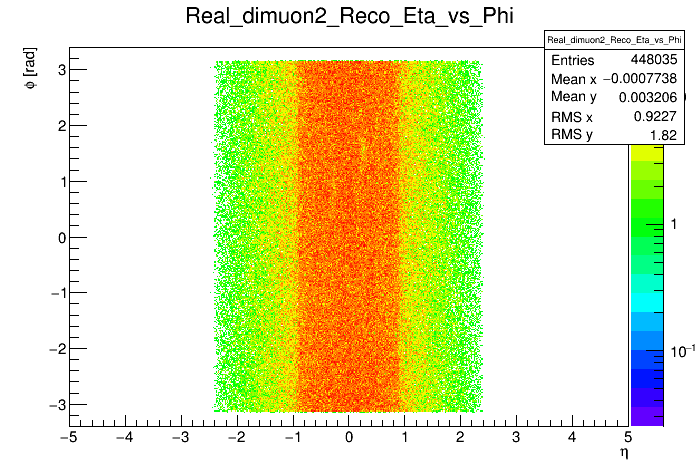 Real_dimuon2_Reco_Eta_vs_Phi
φ [rad]
Real_dimuon2_Reco_Eta_vs_Phi
Entries 448035
Mean x −0.0007738
Mean y 0.003206
RMS x 0.9227
RMS y 1.82
3
2
1
0
−1
−2
−3
1
10⁻¹
−5 −4 −3 −2 −1 0 1 2 3 4 5
η